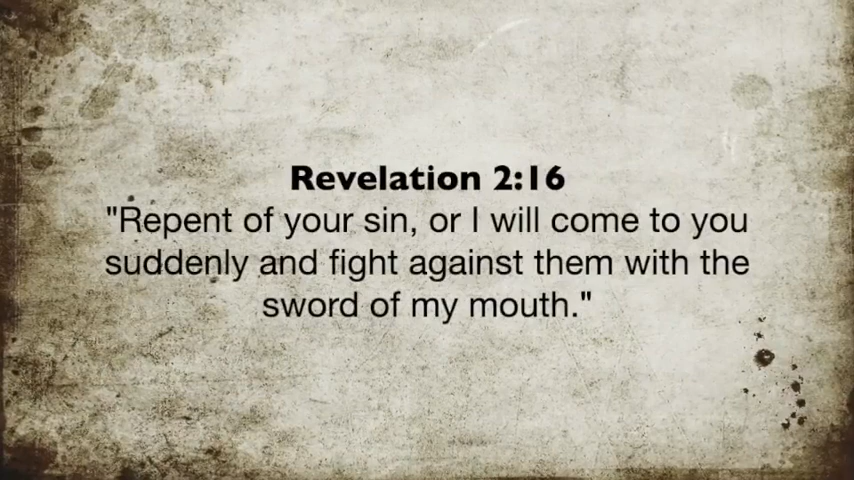 Revelation 2:16
"Repent of your sin, or I will come to you
suddenly and fight against them with the
sword of my mouth."